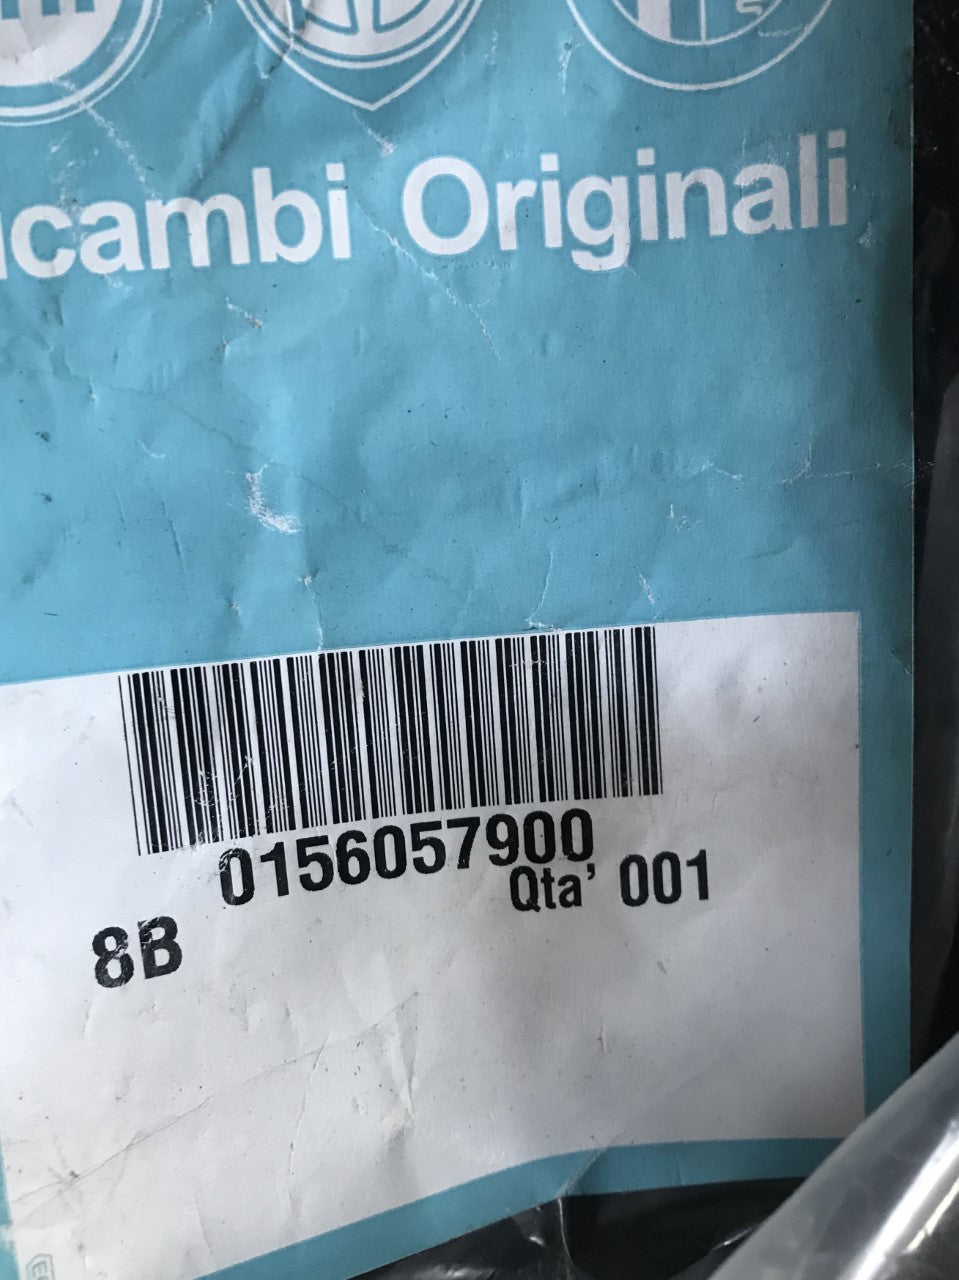 icambi Originali
0156057900
Qta' 001
8B